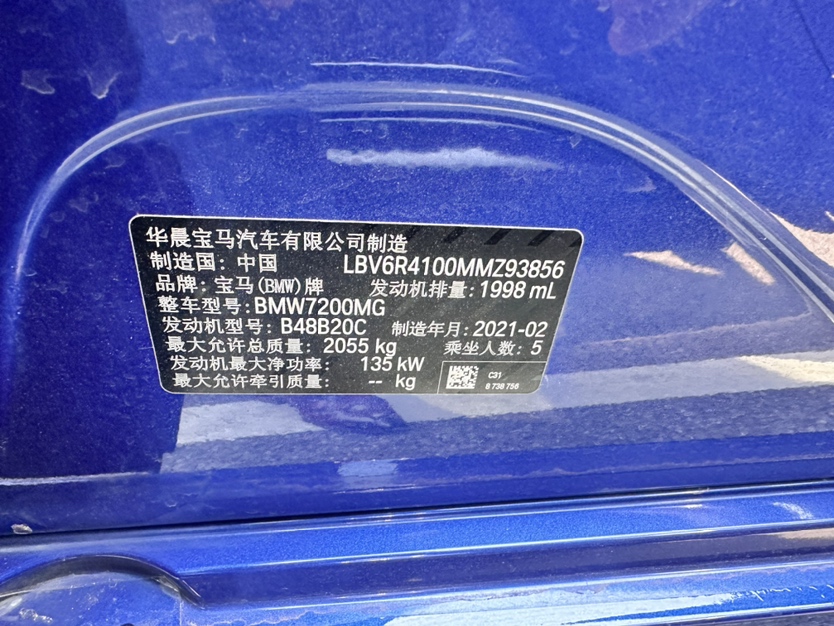 华晨宝马汽车有限公司制造
制造国: 中国 LBV6R4100MMZ93856
品牌: 宝马(BMW)牌 发动机排量: 1998 mL
整车型号: BMW7200MG
发动机型号: B48B20C 制造年月: 2021-02
最大允许总质量: 2055 kg 乘坐人数: 5
发动机最大净功率: 135 kW
最大允许牵引质量: -- kg
C31
8 738 756